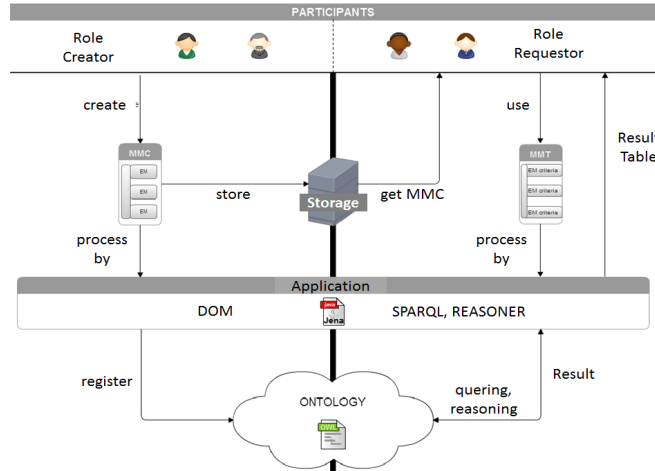 PARTICIPANTS
Role
Creator
Role
Requestor
create
use
Result
Table
MMC
EM
EM
EM
store
Storage
get MMC
MMT
EM criteria
EM criteria
EM criteria
process
by
process
by
Application
DOM
java
Jena
SPARQL, REASONER
register
ONTOLOGY
OWL
quering,
reasoning
Result